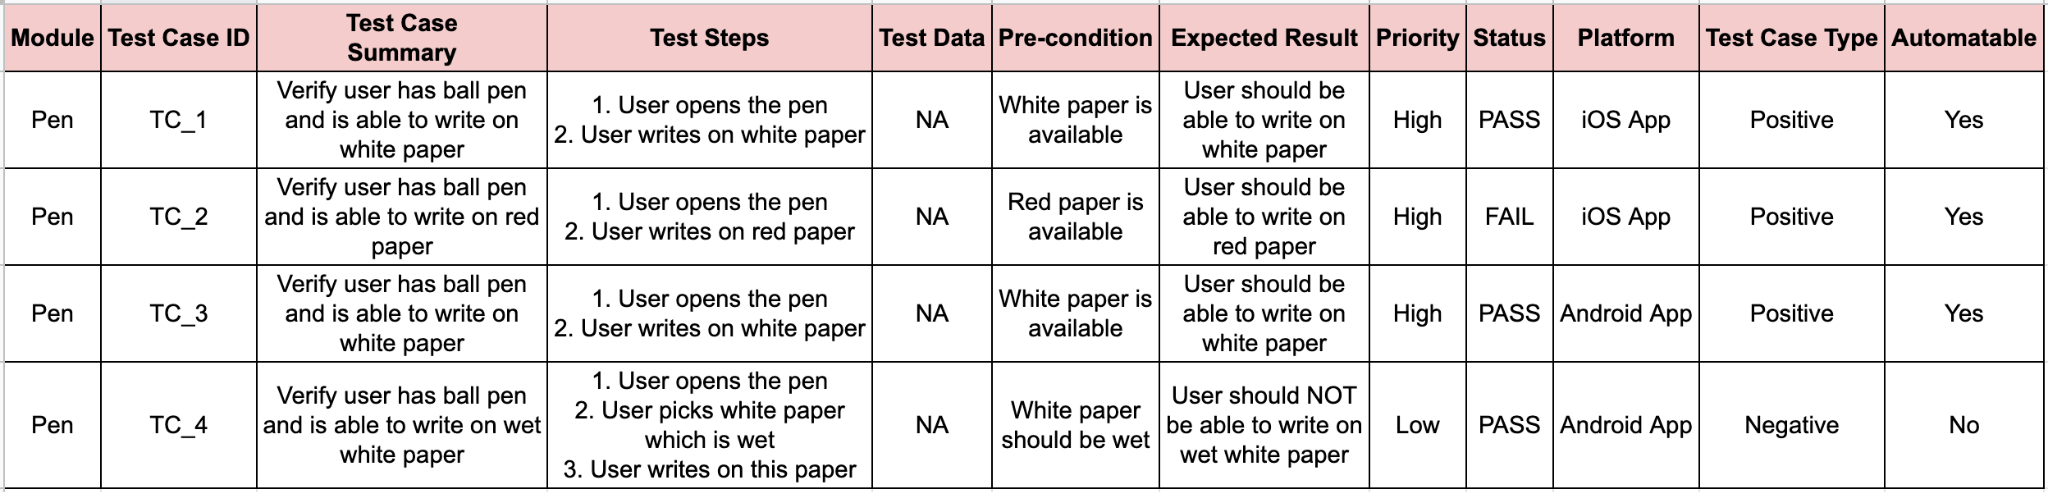 Module
Test Case ID
Test Case
Summary
Test Steps
Test Data
Pre-condition
Expected Result
Priority
Status
Platform
Test Case Type
Automatable
Pen
TC_1
Verify user has ball pen
and is able to write on
white paper
1. User opens the pen
2. User writes on white paper
NA
White paper is
available
User should be
able to write on
white paper
High
PASS
iOS App
Positive
Yes
Pen
TC_2
Verify user has ball pen
and is able to write on red
paper
1. User opens the pen
2. User writes on red paper
NA
Red paper is
available
User should be
able to write on
red paper
High
FAIL
iOS App
Positive
Yes
Pen
TC_3
Verify user has ball pen
and is able to write on
white paper
1. User opens the pen
2. User writes on white paper
NA
White paper is
available
User should be
able to write on
white paper
High
PASS
Android App
Positive
Yes
Pen
TC_4
Verify user has ball pen
and is able to write on wet
white paper
1. User opens the pen
2. User picks white paper
which is wet
3. User writes on this paper
NA
White paper
should be wet
User should NOT
be able to write on
wet white paper
Low
PASS
Android App
Negative
No